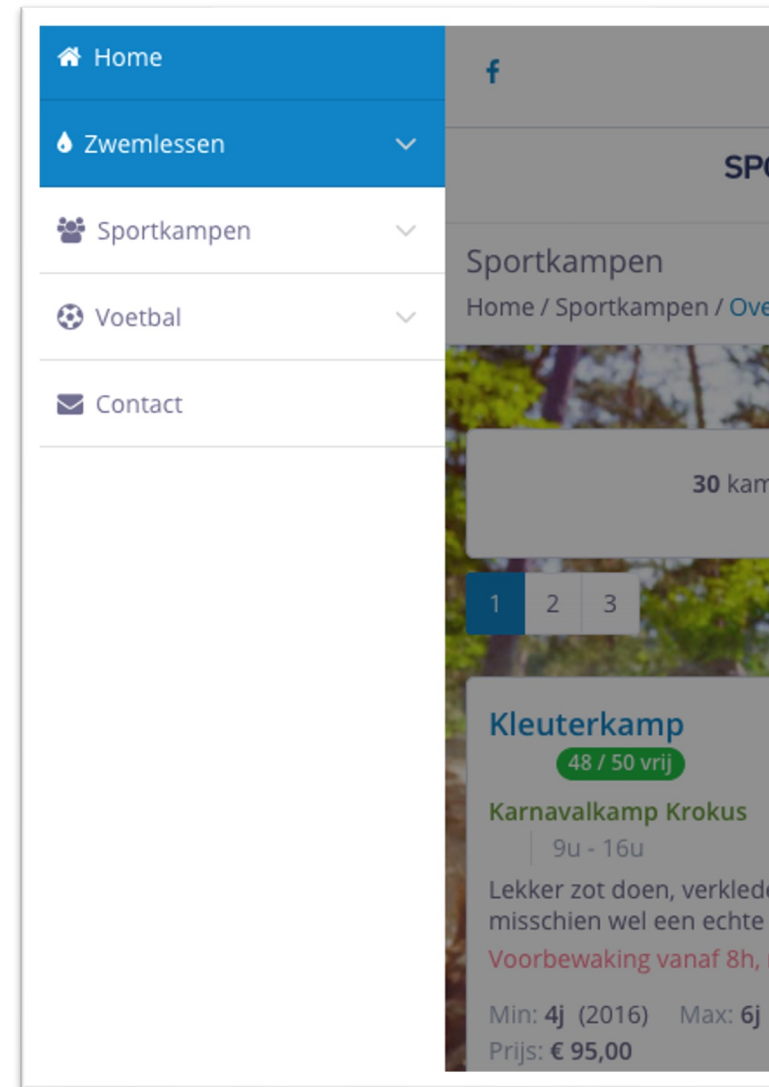 Home
Zwemlessen
Sportkampen
Voetbal
Contact
Sportkampen
Home / Sportkampen /
30
1 2 3
Kleuterkamp
48 / 50 vrij
Karnavalkamp Krokus
9u - 16u
Lekker zot doen,
misschien wel een echte
Voorbewaking vanaf 8h,
Min: 4j (2016) Max: 6j
Prijs: € 95,00